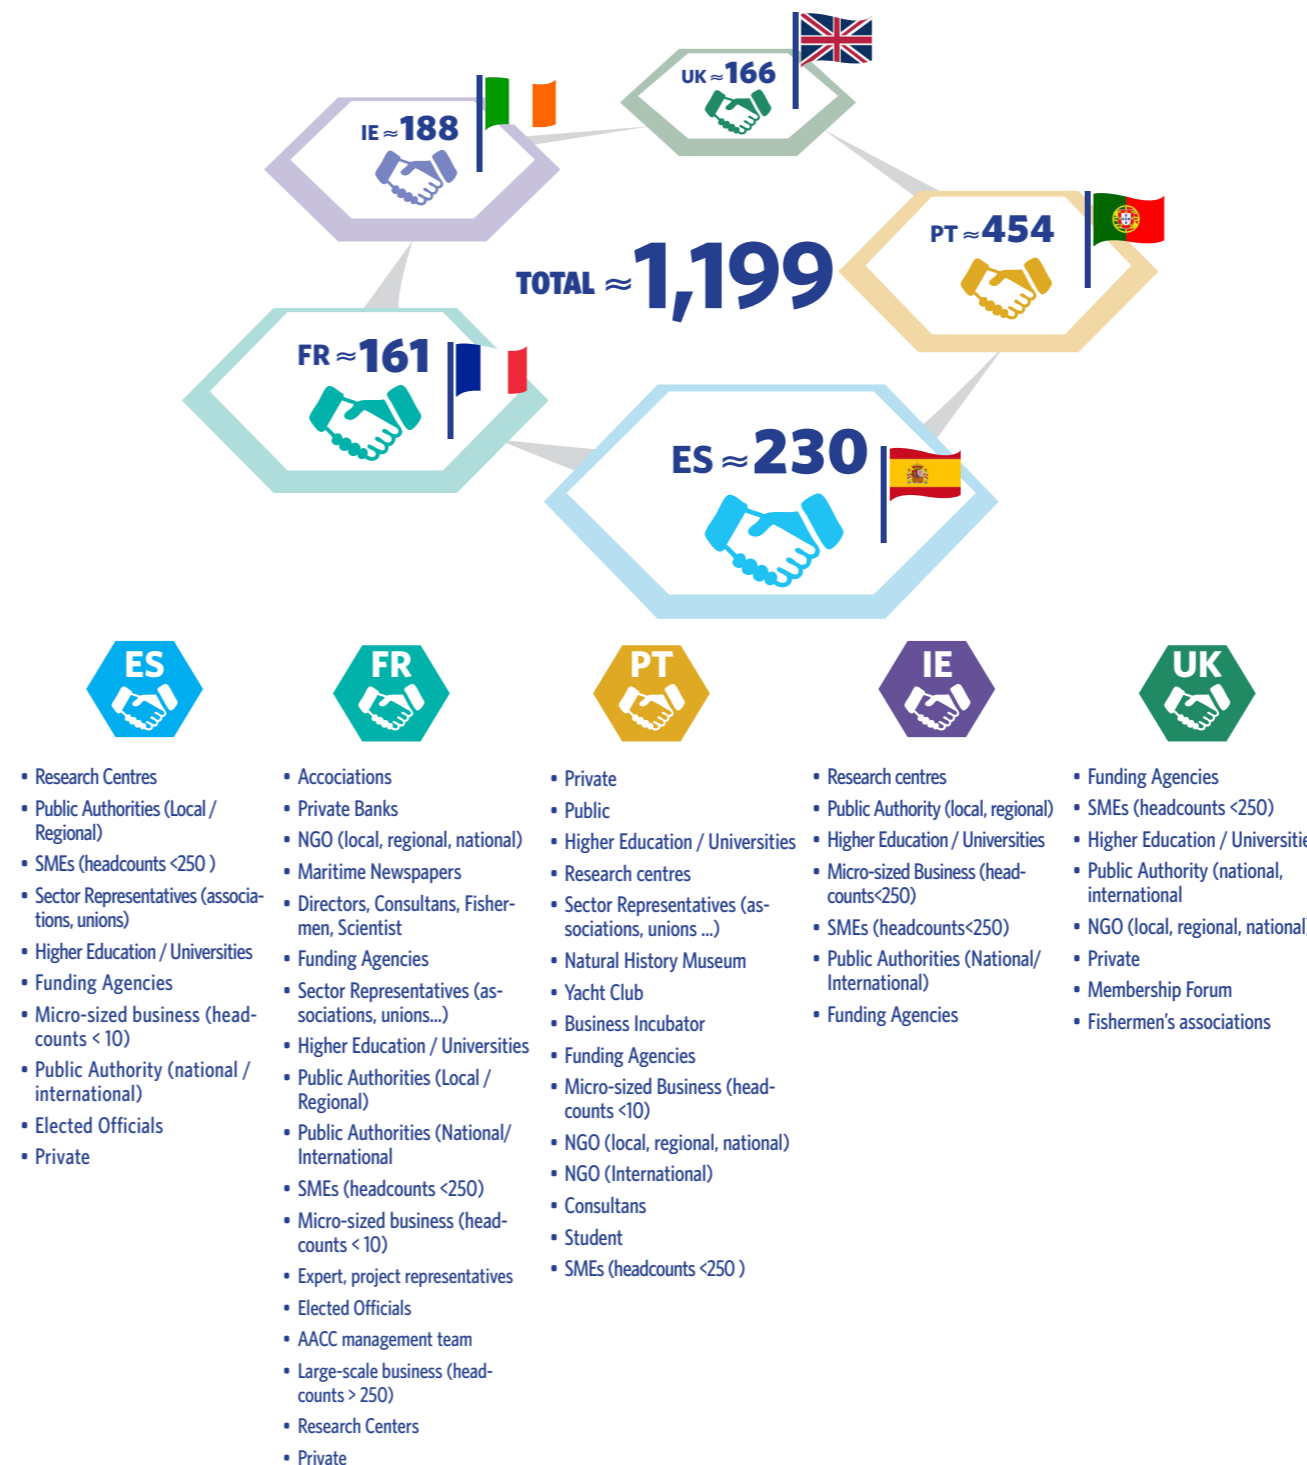 UK ≈166
IE ≈188
PT ≈454
TOTAL ≈1,199
FR ≈161
ES ≈230
ES
• Research Centres
• Public Authorities (Local /
Regional)
• SMEs (headcounts <250 )
• Sector Representatives (associa-
tions, unions)
• Higher Education / Universities
• Funding Agencies
• Micro-sized business (head-
counts < 10)
• Public Authority (national /
international)
• Elected Officials
• Private
FR
• Accociations
• Private Banks
• NGO (local, regional, national)
• Maritime Newspapers
• Directors, Consultans, Fisher-
men, Scientist
• Funding Agencies
• Sector Representatives (as-
sociations, unions...)
• Higher Education / Universities
• Public Authorities (Local /
Regional)
• Public Authorities (National/
International
• SMEs (headcounts <250)
• Micro-sized business (head-
counts < 10)
• Expert, project representatives
• Elected Officials
• AACC management team
• Large-scale business (head-
counts > 250)
• Research Centers
• Private
PT
• Private
• Public
• Higher Education / Universities
• Research centres
• Sector Representatives (as-
sociations, unions ...)
• Natural History Museum
• Yacht Club
• Business Incubator
• Funding Agencies
• Micro-sized Business (head-
counts <10)
• NGO (local, regional, national)
• NGO (International)
• Consultans
• Student
• SMEs (headcounts <250 )
IE
• Research centres
• Public Authority (local, regional)
• Higher Education / Universities
• Micro-sized Business (head-
counts<250)
• SMEs (headcounts<250)
• Public Authorities (National/
International)
• Funding Agencies
UK
• Funding Agencies
• SMEs (headcounts <250)
• Higher Education / Universitie
• Public Authority (national,
international
• NGO (local, regional, national)
• Private
• Membership Forum
• Fishermen's associations